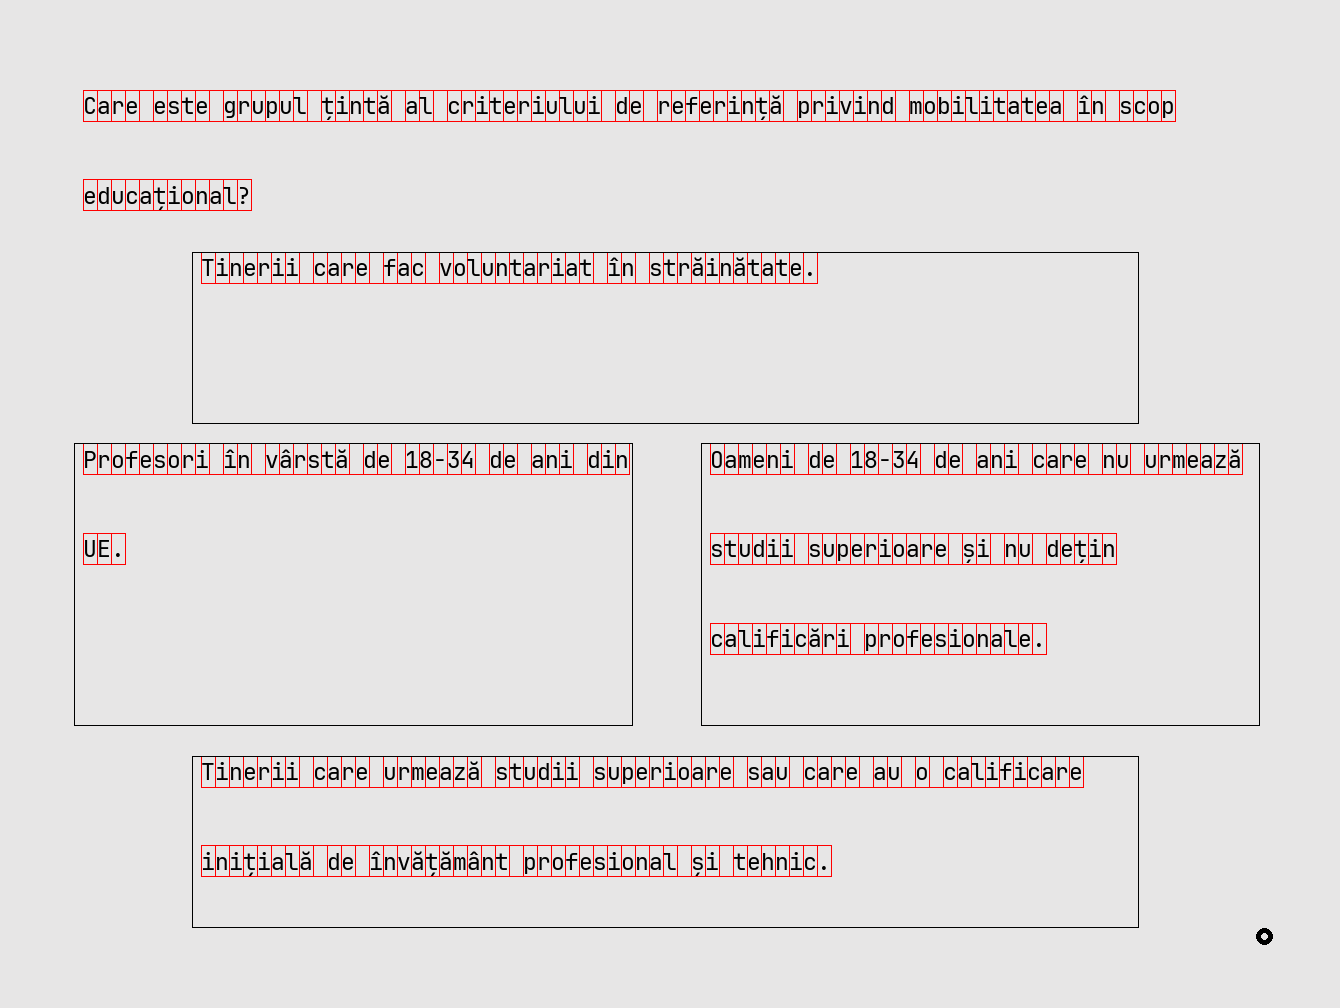 Care este grupul țintă al criteriului de referință privind mobilitatea în scop
educațional?
Tinerii care fac voluntariat în străinătate.
Profesori în vârstă de 18-34 de ani din
UE.
Oameni de 18-34 de ani care nu urmează
studii superioare și nu dețin
calificări profesionale.
Tinerii care urmează studii superioare sau care au o calificare
inițială de învățământ profesional și tehnic.